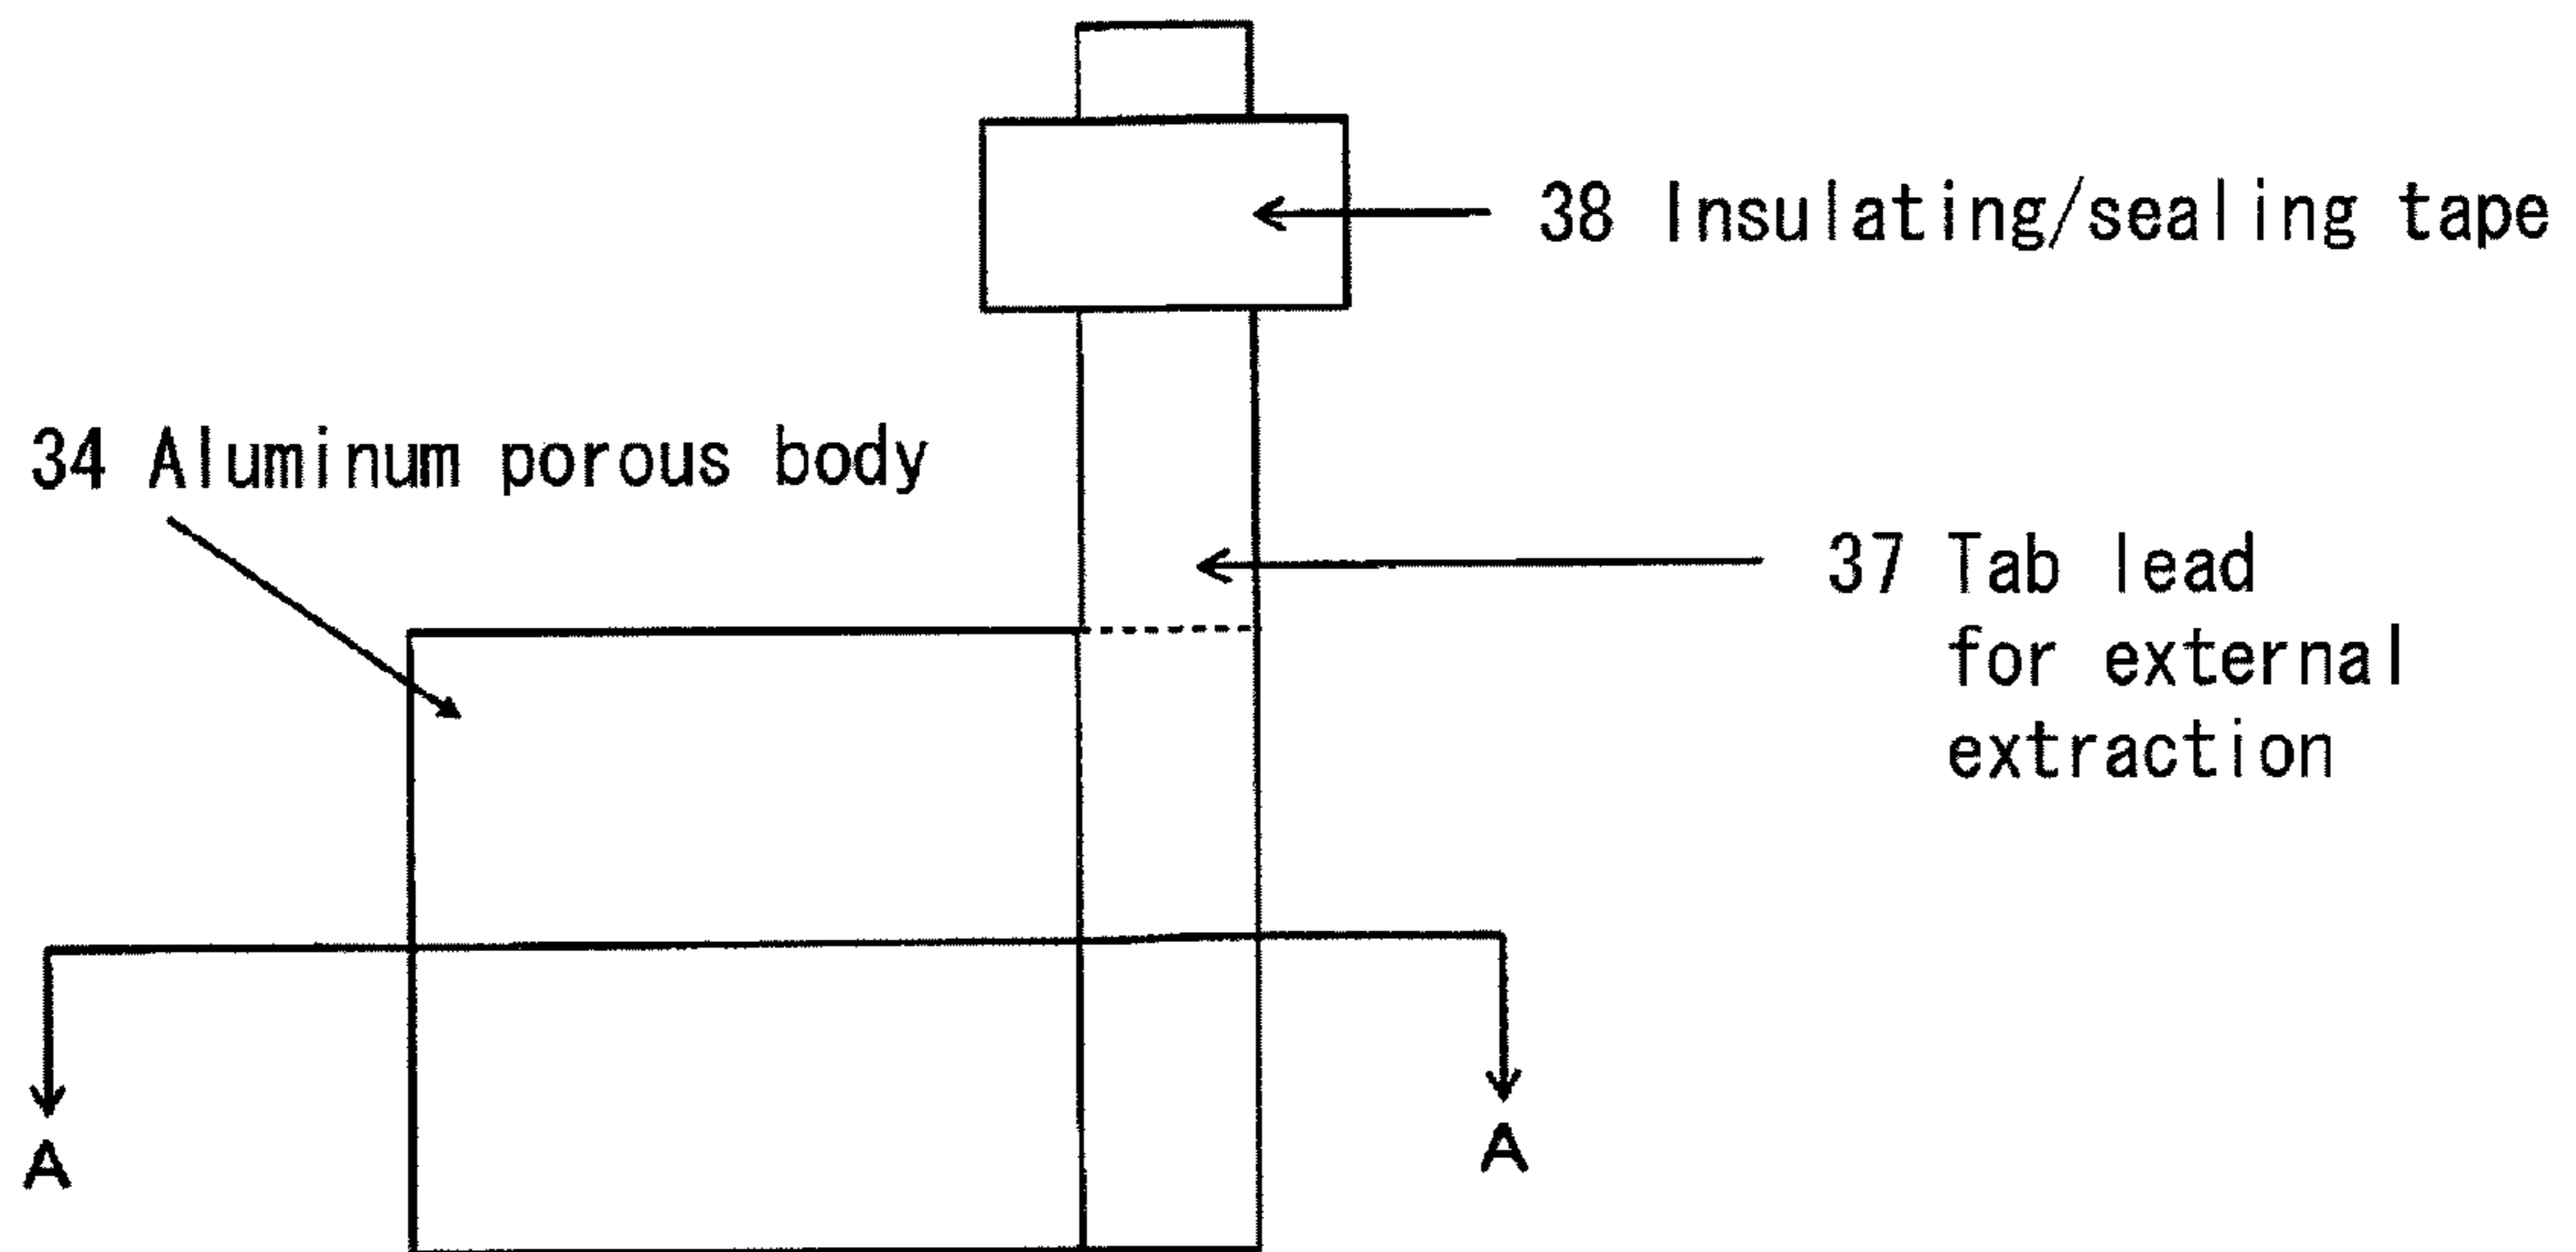 38 Insulating/sealing tape
34 Aluminum porous body
37 Tab lead
for external
extraction
A
A